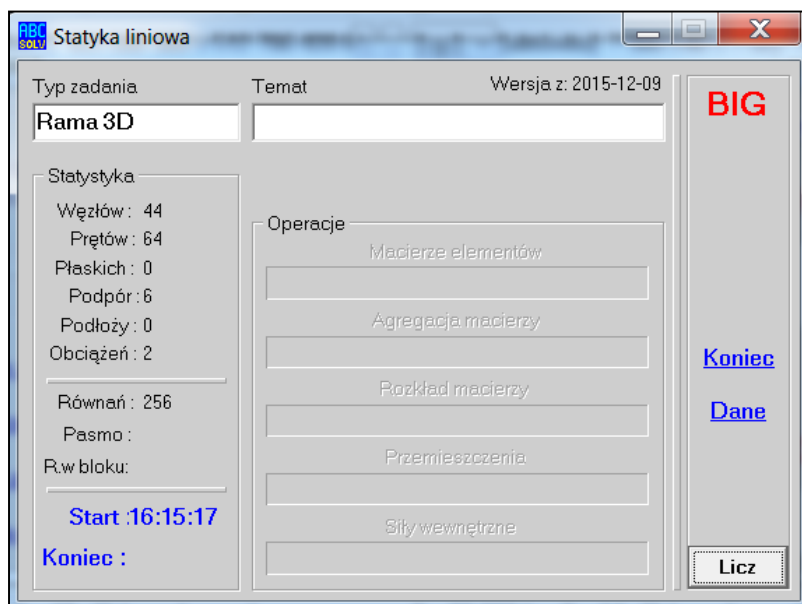 ABC
SOLV
Statyka liniowa
Typ zadania
Temat
Wersja z: 2015-12-09
Rama 3D
BIG
Statystyka
Węzłów: 44
Prętów: 64
Płaskich: 0
Podpór: 6
Podłoży: 0
Obciążeń: 2
Równań: 256
Pasmo:
R.w bloku:
Start :16:15:17
Koniec :
Operacje
Macierze elementów
Agregacja macierzy
Rozkład macierzy
Przemieszczenia
Siły wewnętrzne
Koniec
Dane
Licz